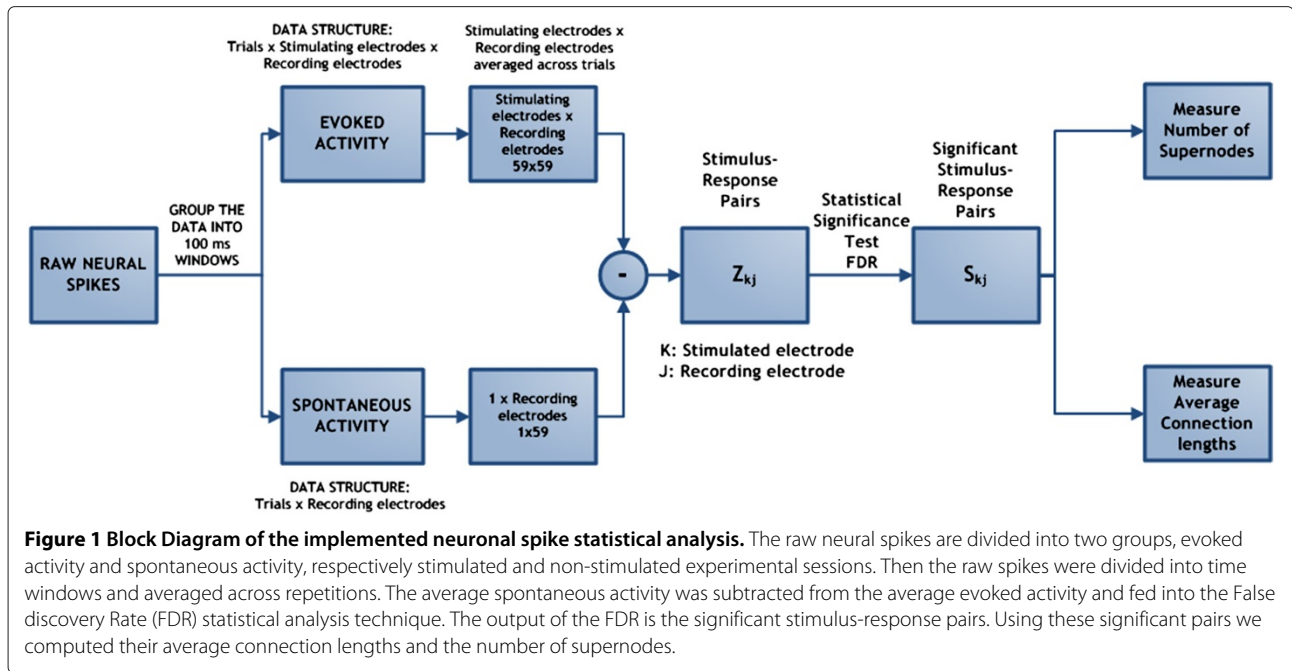 DATA STRUCTURE:
Trials x Stimulating electrodes x
Recording electrodes
Stimulating electrodes x
Recording electrodes
averaged across trials
EVOKED
ACTIVITY
Stimulating
electrodes x
Recording
eletrodes
59x59
Measure
Number of
Supernodes
RAW NEURAL
SPIKES
GROUP THE
DATA INTO
100 ms
WINDOWS
-
Stimulus-
Response
Pairs
Zkj
K: Stimulated electrode
J: Recording electrode
Statistical
Significance
Test
FDR
Significant
Stimulus-
Response
Pairs
Skj
SPONTANEOUS
ACTIVITY
1 x Recording
electrodes
1x59
DATA STRUCTURE:
Trials x Recording electrodes
Measure
Average
Connection
lengths
Figure 1 Block Diagram of the implemented neuronal spike statistical analysis. The raw neural spikes are divided into two groups, evoked
activity and spontaneous activity, respectively stimulated and non-stimulated experimental sessions. Then the raw spikes were divided into time
windows and averaged across repetitions. The average spontaneous activity was subtracted from the average evoked activity and fed into the False
discovery Rate (FDR) statistical analysis technique. The output of the FDR is the significant stimulus-response pairs. Using these significant pairs we
computed their average connection lengths and the number of supernodes.